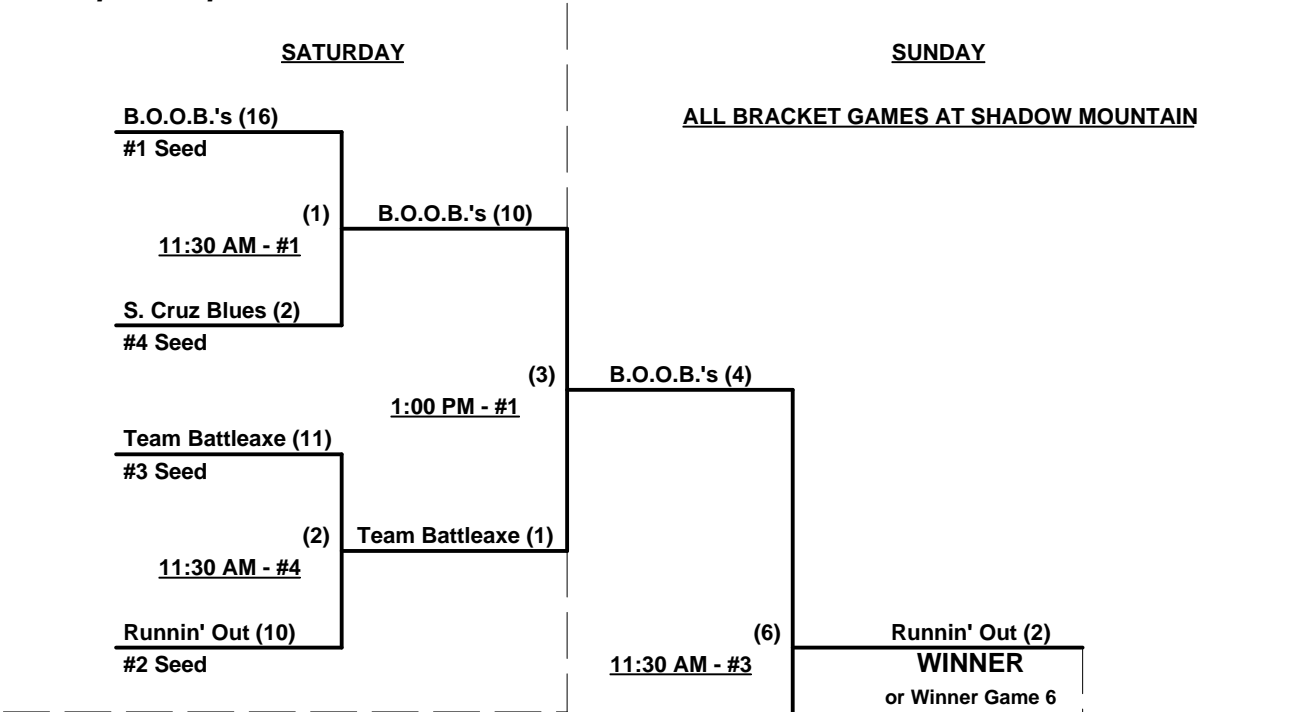 SATURDAY
SUNDAY
B.O.O.B.'s (16)
ALL BRACKET GAMES AT SHADOW MOUNTAIN
#1 Seed
(1)
B.O.O.B.'s (10)
11:30 AM - #1
S. Cruz Blues (2)
#4 Seed
(3)
B.O.O.B.'s (4)
1:00 PM - #1
Team Battleaxe (11)
#3 Seed
(2)
Team Battleaxe (1)
11:30 AM - #4
Runnin' Out (10)
(6)
Runnin' Out (2)
#2 Seed
11:30 AM - #3
WINNER
or Winner Game 6